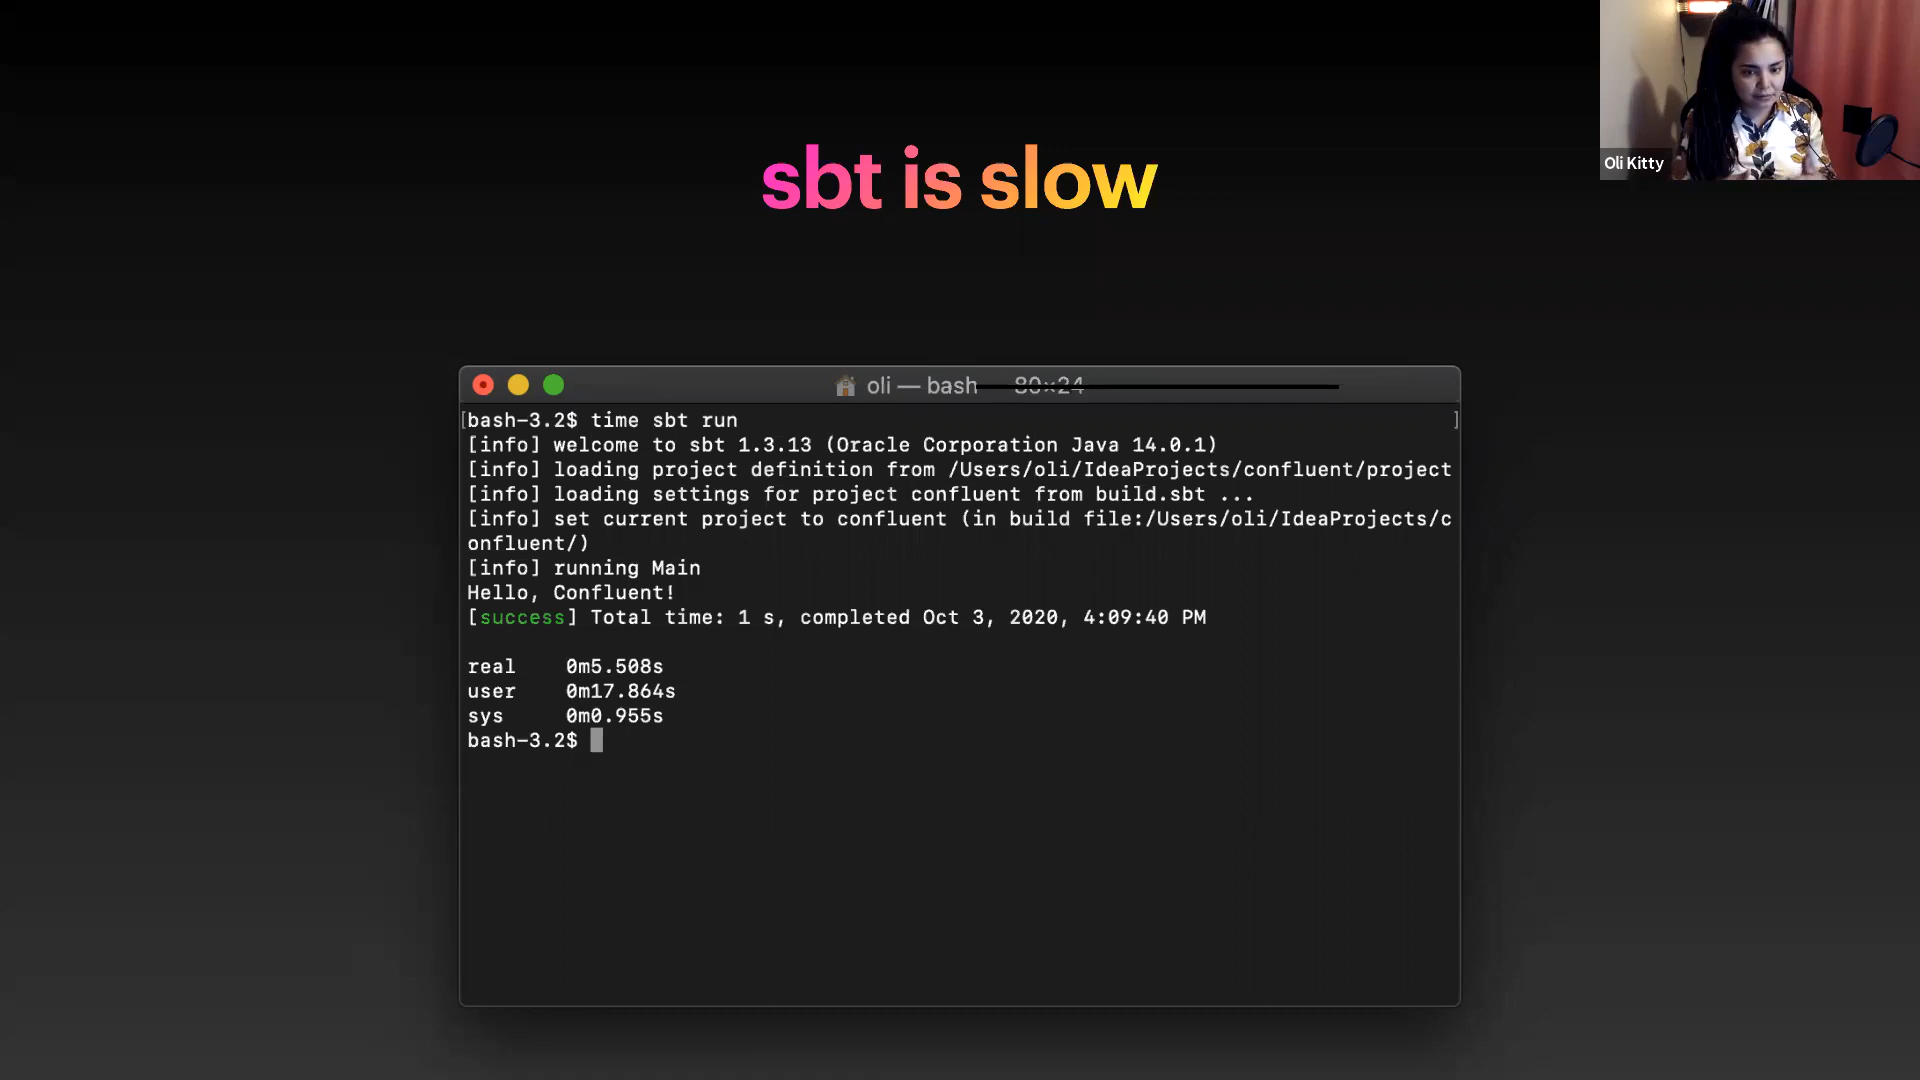 sbt is slow
Oli Kitty
oli — bash 80×24
[bash-3.2$ time sbt run ]
[info] welcome to sbt 1.3.13 (Oracle Corporation Java 14.0.1)
[info] loading project definition from /Users/oli/IdeaProjects/confluent/project
[info] loading settings for project confluent from build.sbt ...
[info] set current project to confluent (in build file:/Users/oli/IdeaProjects/c
onfluent/)
[info] running Main
Hello, Confluent!
[success] Total time: 1 s, completed Oct 3, 2020, 4:09:40 PM
real 0m5.508s
user 0m17.864s
sys 0m0.955s
bash-3.2$